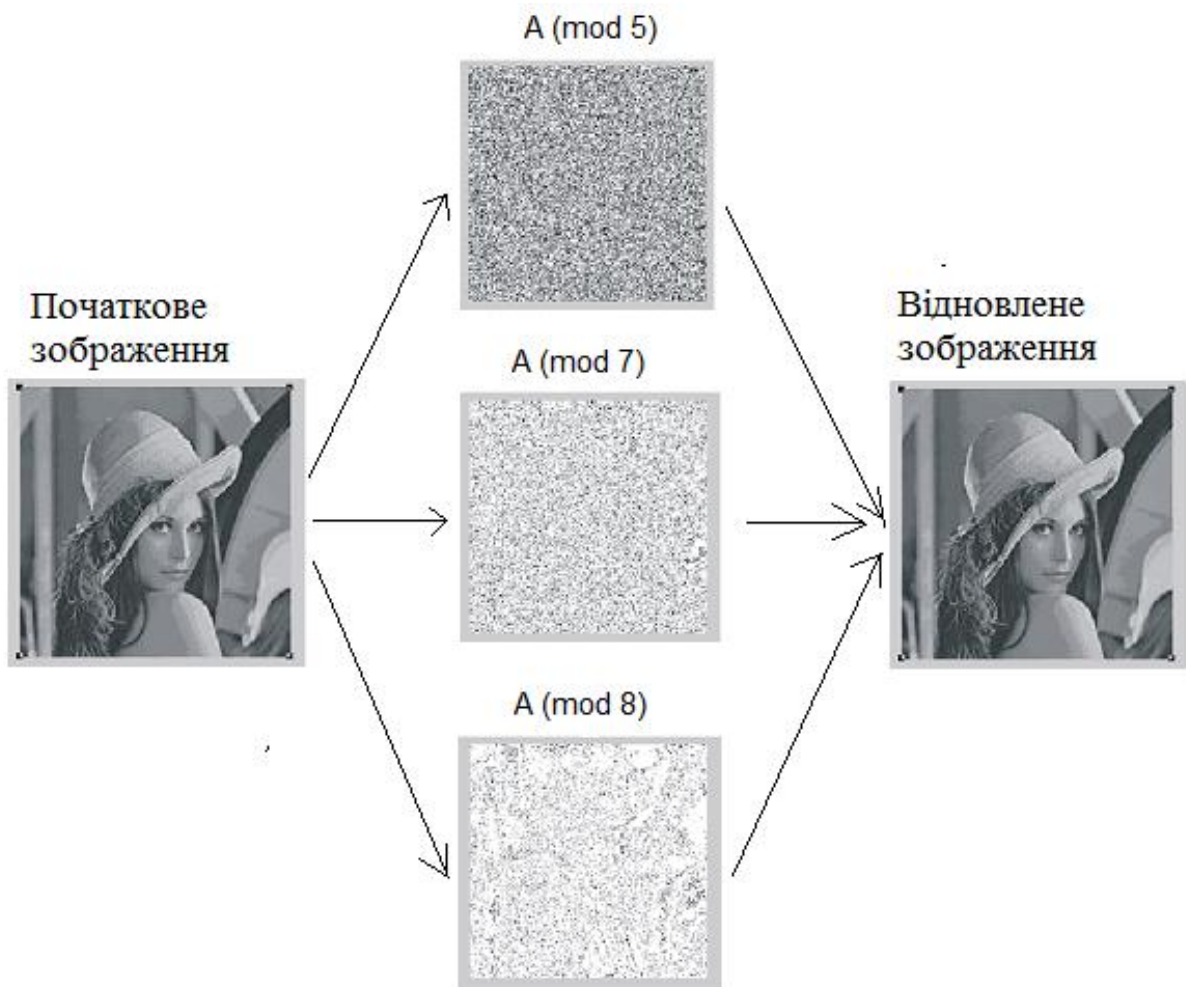 A (mod 5)
Початкове
зображення
A (mod 7)
Відновлене
зображення
A (mod 8)